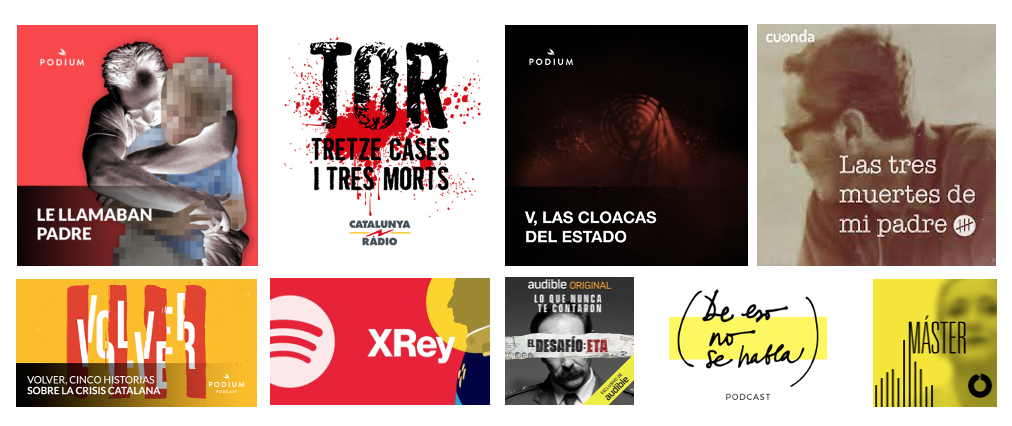 PODIUM
LE LLAMABAN
PADRE
TOR
TRETZE CASES
I TRES MORTS
CATALUNYA
RÀDIO
PODIUM
V, LAS CLOACAS
DEL ESTADO
cuonda
Las tres
muertes de
mi padre
VOLVER
VOLVER, CINCO HISTORIAS
SOBRE LA CRISIS CATALANA
PODIUM
PODCAST
XRey
audible ORIGINAL
LO QUE NUNCA
TE CONTARON
EL DESAFÍO: ETA
EXCLUSIVO DE
audible
(De eso
no
se habla)
PODCAST
MÁSTER